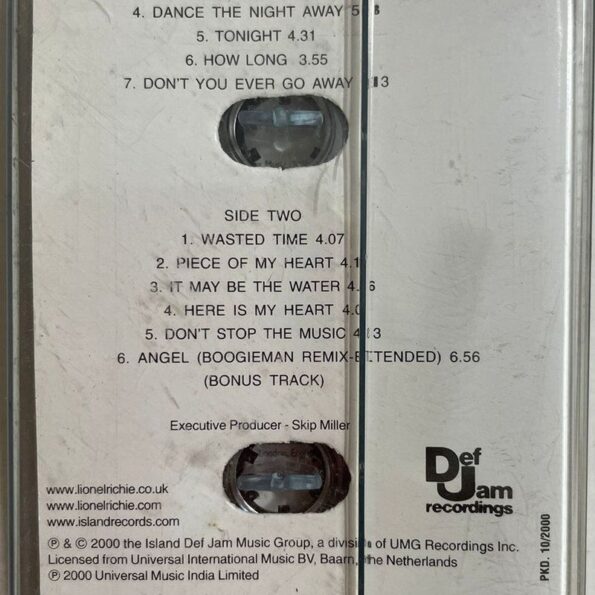 4. DANCE THE NIGHT AWAY
5. TONIGHT 4.31
6. HOW LONG 3.55
7. DON'T YOU EVER GO AWAY
SIDE TWO
1. WASTED TIME 4.07
2. PIECE OF MY HEART
3. IT MAY BE THE WATER
4. HERE IS MY HEART
5. DON'T STOP THE MUSIC
6. ANGEL (BOOGIEMAN REMIX-EXTENDED) 6.56
(BONUS TRACK)
Executive Producer - Skip Miller
www.lionelrichie.co.uk
www.lionelrichie.com
www.islandrecords.com
Def Jam
recordings
℗ & © 2000 the Island Def Jam Music Group, a division of UMG Recordings Inc.
Licensed from Universal International Music BV, Baarn, the Netherlands
℗ 2000 Universal Music India Limited
PKD. 10/2000